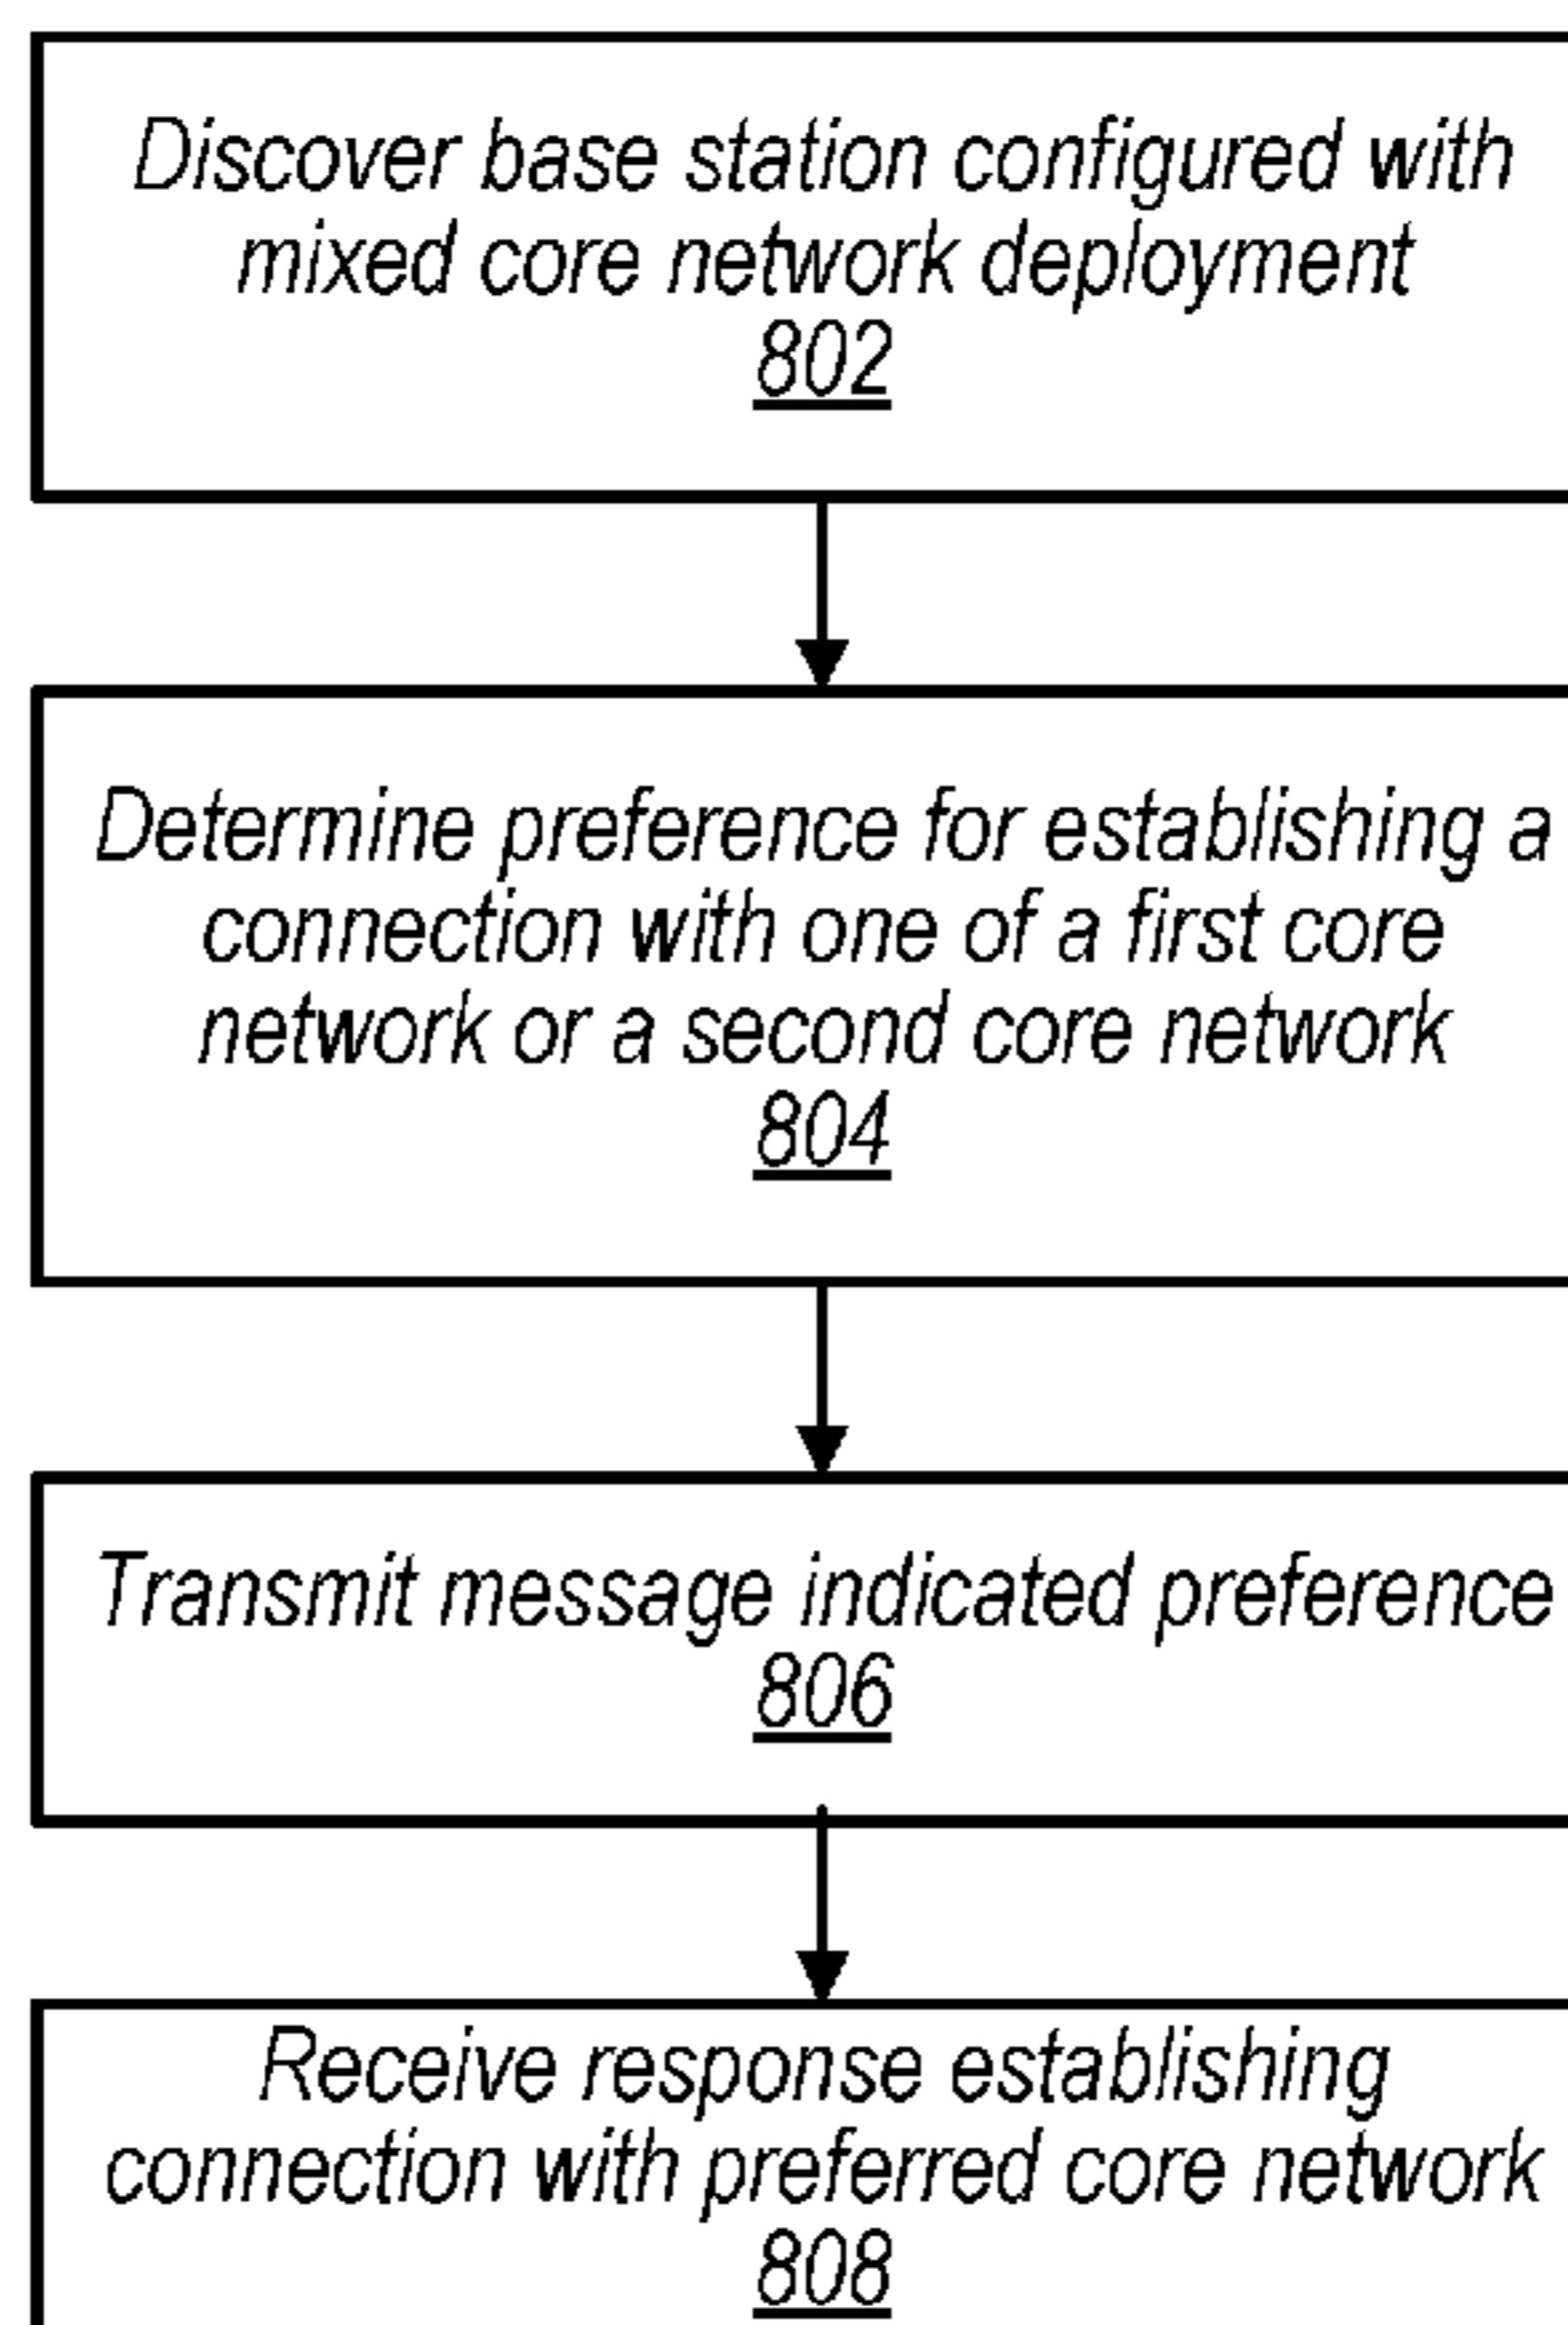 Discover base station configured with
mixed core network deployment
802
Determine preference for establishing a
connection with one of a first core
network or a second core network
804
Transmit message indicated preference
806
Receive response establishing
connection with preferred core network
808